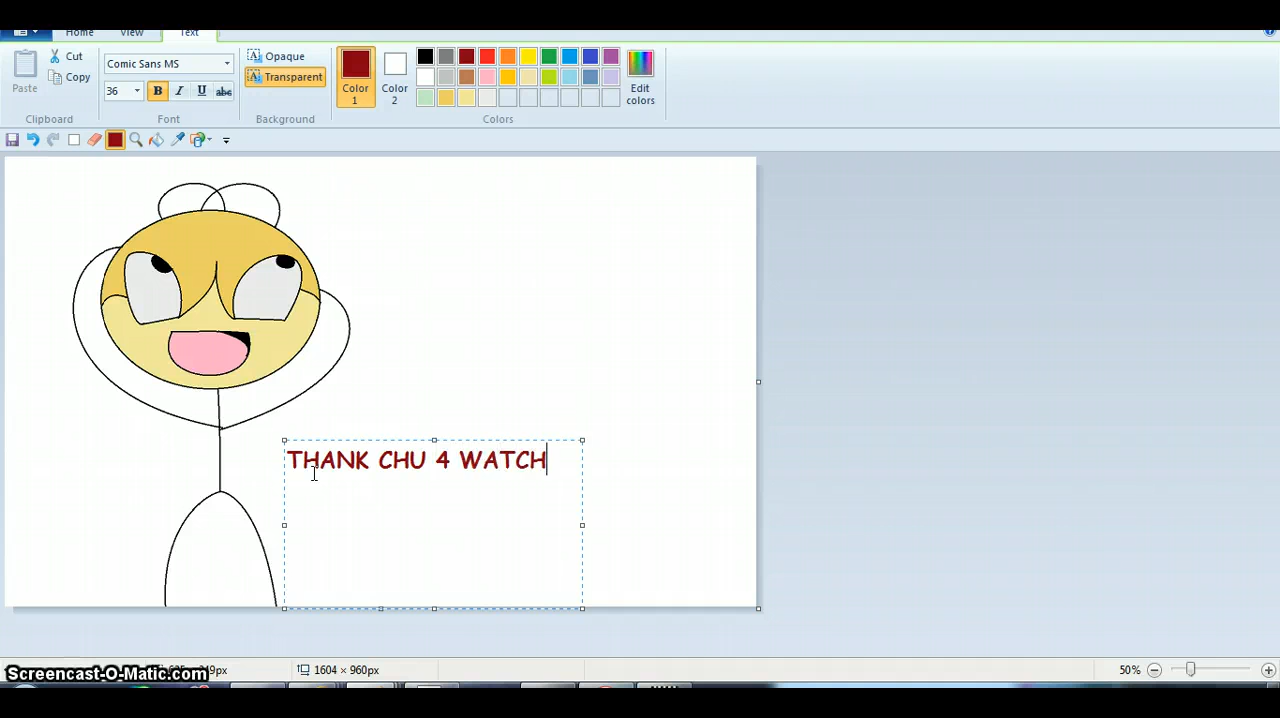 Home View Text
Cut
Copy
Paste
Clipboard
Comic Sans MS
36 B I U abc
Font
Opaque
Transparent
Background
Color 1
Color 2
Edit colors
Colors
THANK CHU 4 WATCH
Screencast-O-Matic.com
1604 × 960px
50%